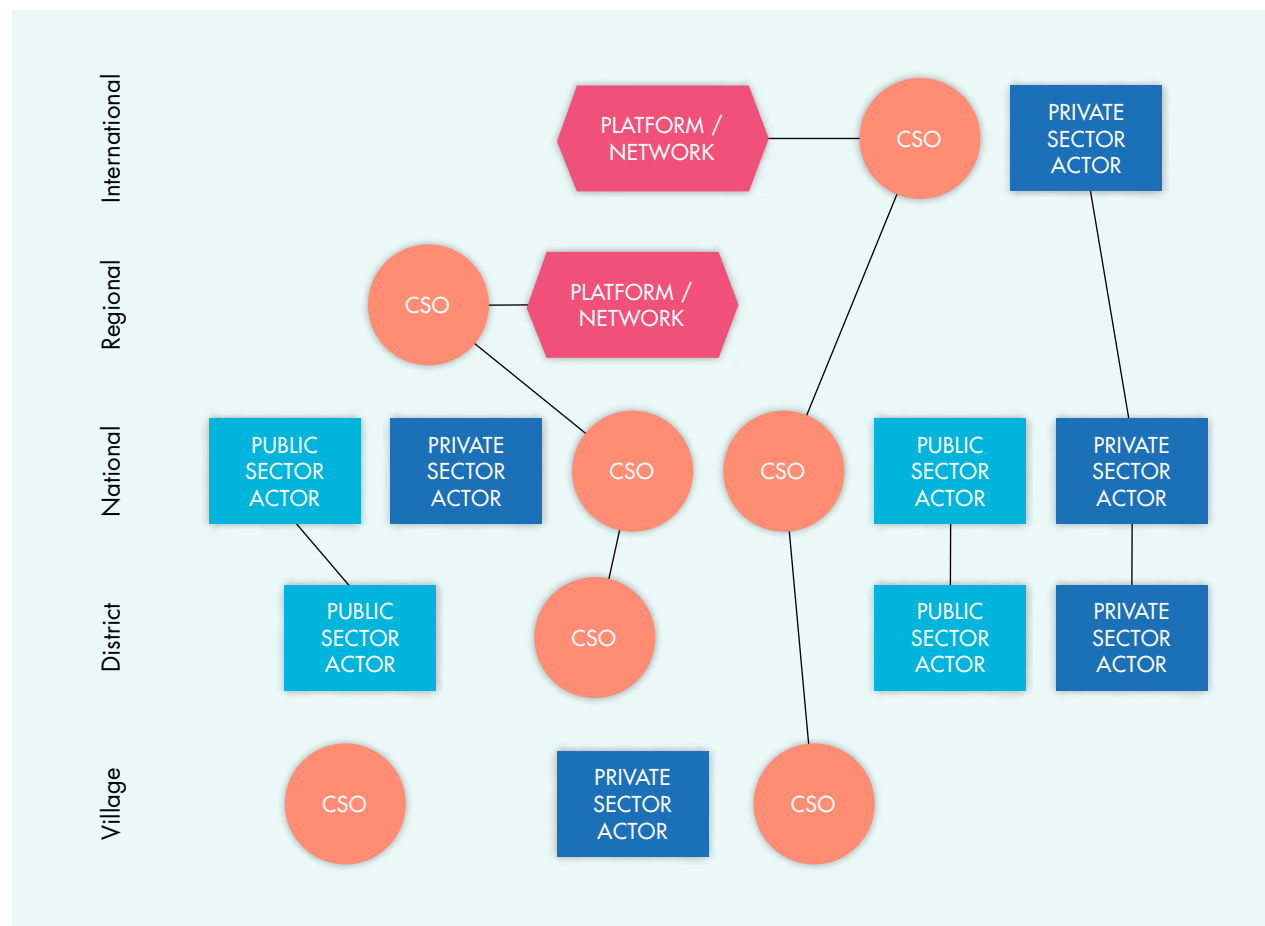 International
PLATFORM /
NETWORK
CSO
PRIVATE
SECTOR
ACTOR
Regional
CSO
PLATFORM /
NETWORK
National
PUBLIC
SECTOR
ACTOR
PRIVATE
SECTOR
ACTOR
CSO
CSO
PUBLIC
SECTOR
ACTOR
PRIVATE
SECTOR
ACTOR
District
PUBLIC
SECTOR
ACTOR
CSO
PUBLIC
SECTOR
ACTOR
PRIVATE
SECTOR
ACTOR
Village
CSO
PRIVATE
SECTOR
ACTOR
CSO